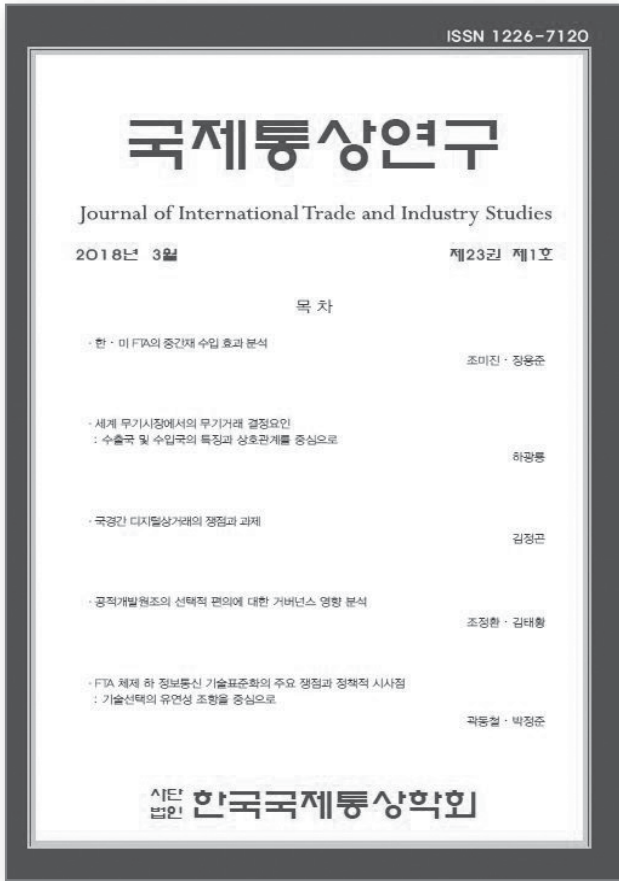 ISSN 1226-7120
국제통상연구
Journal of International Trade and Industry Studies
2018년 3월 제23권 제1호
목 차
· 한 · 미 FTA의 중간재 수입 효과 분석
조미진 · 장용준
· 세계 무기시장에서의 무기거래 결정요인
: 수출국 및 수입국의 특징과 상호관계를 중심으로
하광룡
· 국경간 디지털상거래의 쟁점과 과제
김정곤
· 공적개발원조의 선택적 편의에 대한 거버넌스 영향 분석
조정환 · 김태황
· FTA 체제 하 정보통신 기술표준화의 주요 쟁점과 정책적 시사점
: 기술선택의 유연성 조항을 중심으로
곽동철 · 박정준
사단법인 한국국제통상학회